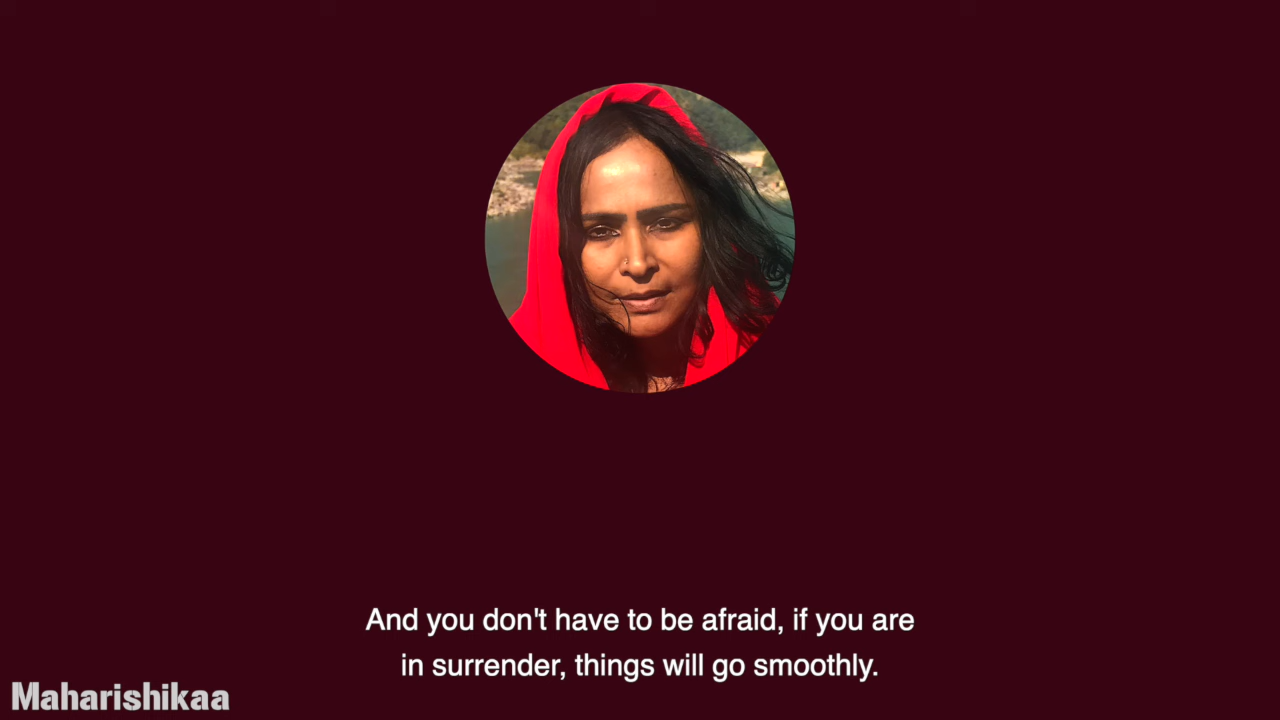 And you don't have to be afraid, if you are
in surrender, things will go smoothly.
Maharishikaa